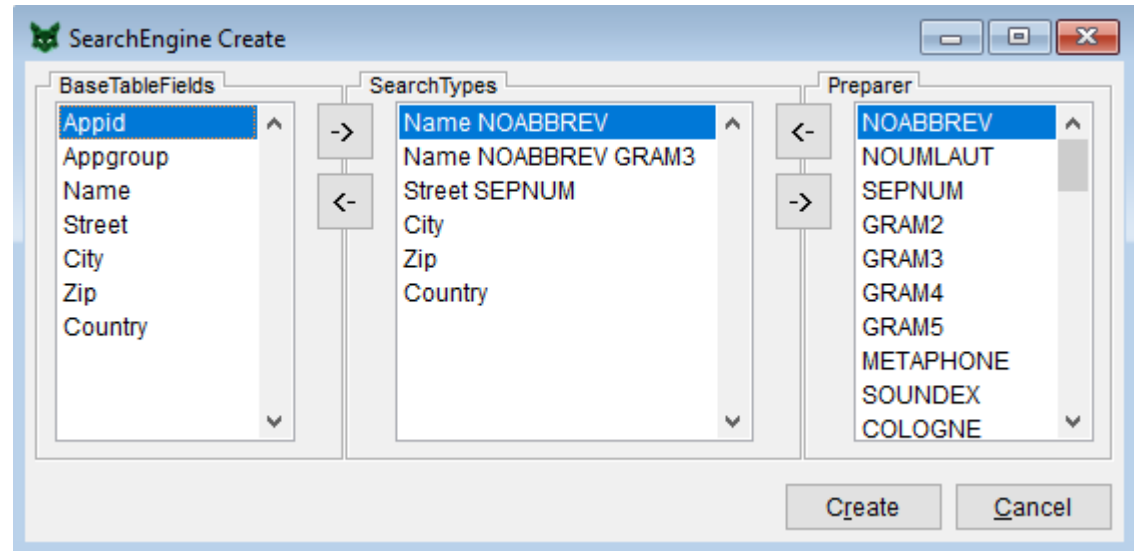 SearchEngine Create
BaseTableFields
Appid
Appgroup
Name
Street
City
Zip
Country
->
<-
SearchTypes
Name NOABBREV
Name NOABBREV GRAM3
Street SEPNUM
City
Zip
Country
<-
->
Preparer
NOABBREV
NOUMLAUT
SEPNUM
GRAM2
GRAM3
GRAM4
GRAM5
METAPHONE
SOUNDEX
COLOGNE
Create
Cancel